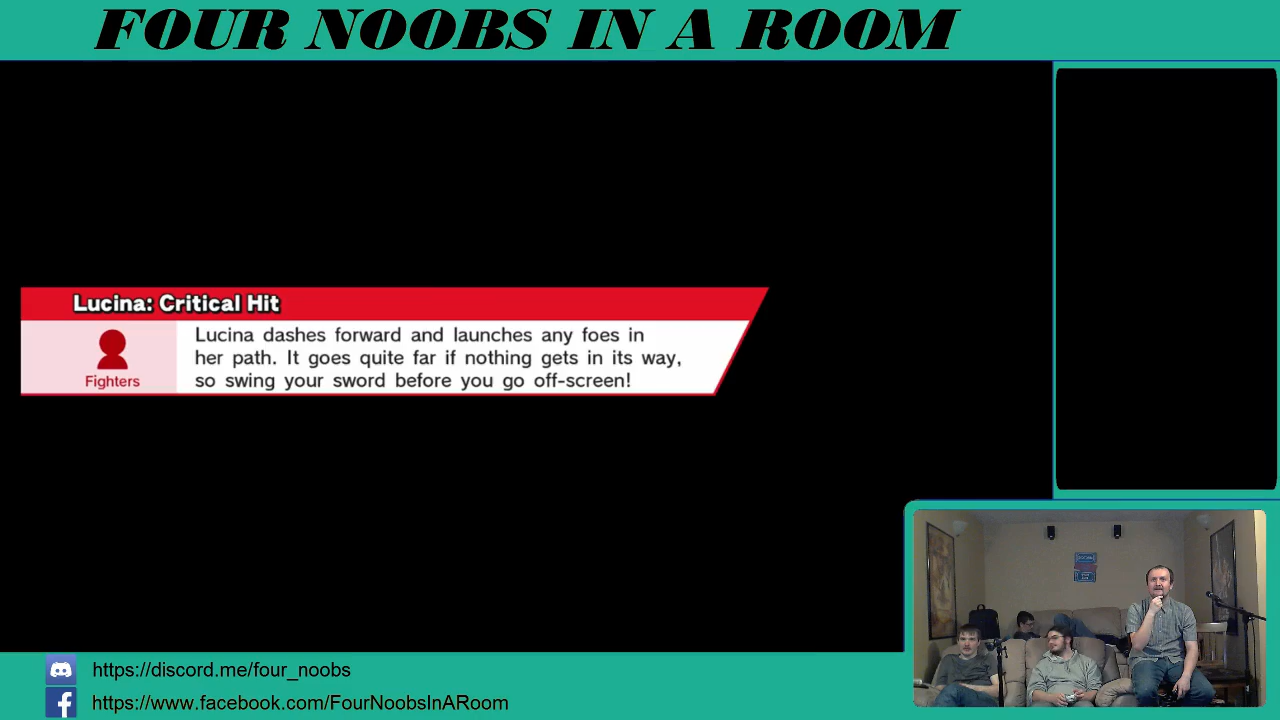 FOUR NOOBS IN A ROOM
Lucina: Critical Hit
Lucina dashes forward and launches any foes in
her path. It goes quite far if nothing gets in its way,
so swing your sword before you go off-screen!
Fighters
https://discord.me/four_noobs
https://www.facebook.com/FourNoobsInARoom